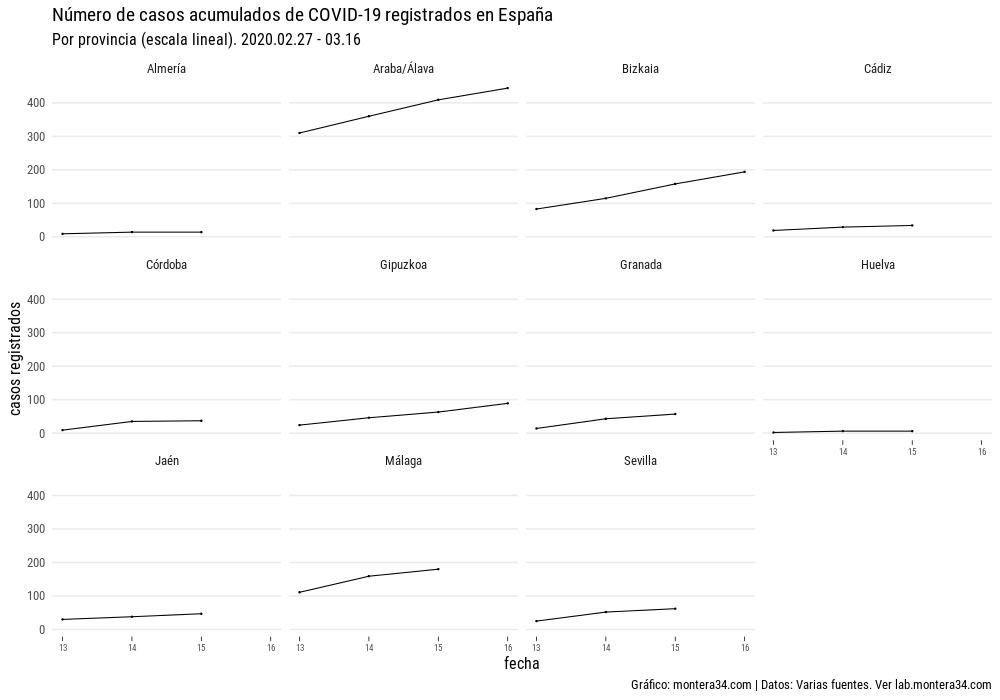 Número de casos acumulados de COVID-19 registrados en España
Por provincia (escala lineal). 2020.02.27 - 03.16
Almería Araba/Álava Bizkaia Cádiz
400
300
200
100
0
Córdoba Gipuzkoa Granada Huelva
casos registrados
400
300
200
100
0
13 14 15 16
Jaén Málaga Sevilla
400
300
200
100
0
13 14 15 16 13 14 15 16 13 14 15 16
fecha
Gráfico: montera34.com | Datos: Varias fuentes. Ver lab.montera34.com